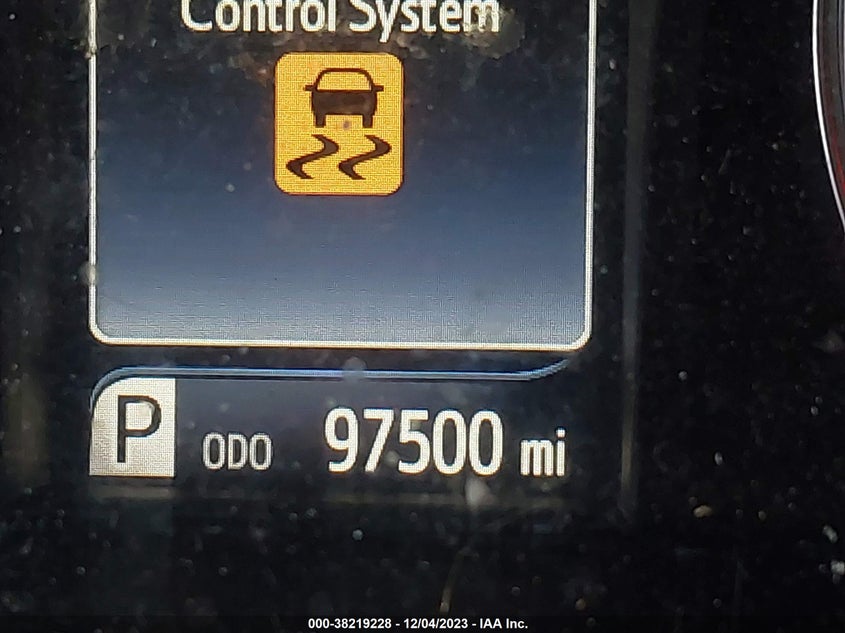 Control System
P ODO 97500 mi
000-38219228 - 12/04/2023 - IAA Inc.